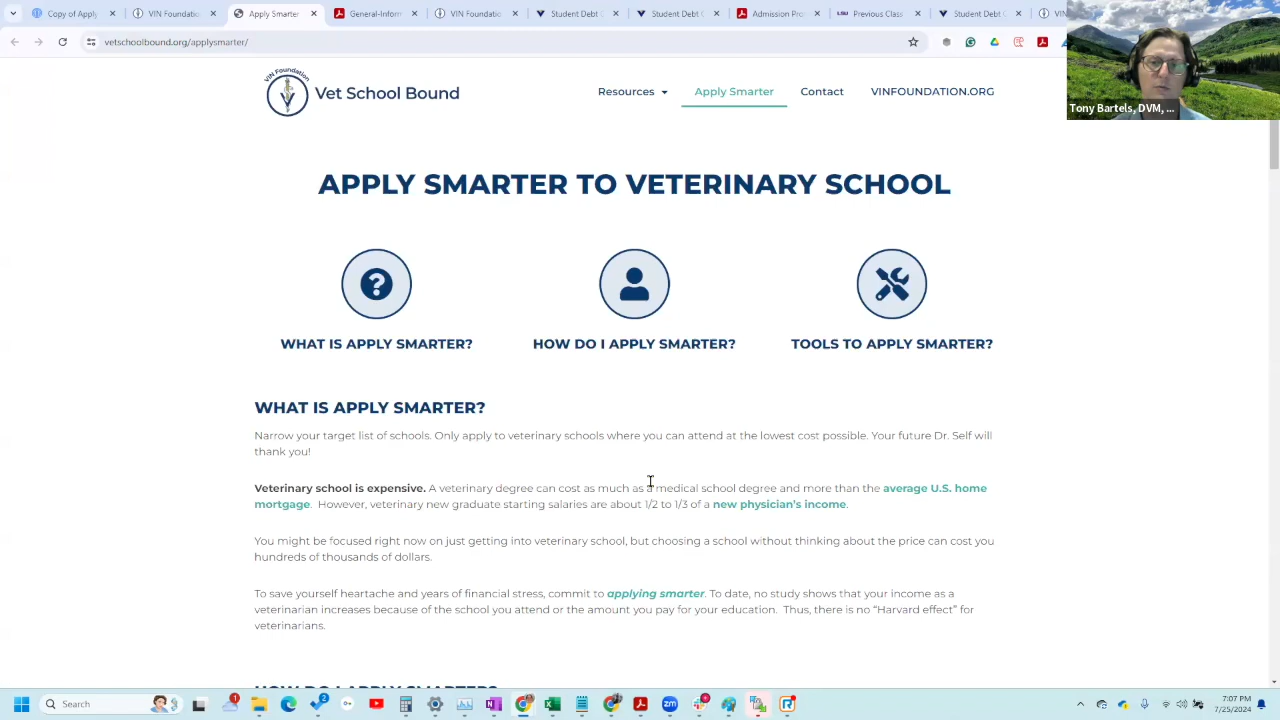 Copy of Appl
VIN Foundation
General-Inform
VIN Foundation
Student Debt C
Student Debt C
Admission Pro
LSU
Vet School Pre
Student Debt C
VIN
vetschoolbound.org/applysmarter/
Tony Bartels, DVM, ...
VIN Foundation
Vet School Bound
Resources
Apply Smarter
Contact
VINFOUNDATION.ORG
APPLY SMARTER TO VETERINARY SCHOOL
WHAT IS APPLY SMARTER?
HOW DO I APPLY SMARTER?
TOOLS TO APPLY SMARTER?
WHAT IS APPLY SMARTER?
Narrow your target list of schools. Only apply to veterinary schools where you can attend at the lowest cost possible. Your future Dr. Self will
thank you!
Veterinary school is expensive. A veterinary degree can cost as much as a medical school degree and more than the average U.S. home
mortgage. However, veterinary new graduate starting salaries are about 1/2 to 1/3 of a new physician's income.
You might be focused right now on just getting into veterinary school, but choosing a school without thinking about the price can cost you
hundreds of thousands of dollars.
To save yourself heartache and years of financial stress, commit to applying smarter. To date, no study shows that your income as a
veterinarian increases because of the school you attend or the amount you pay for your education. Thus, there is no “Harvard effect” for
veterinarians.
Search
7:07 PM
7/25/2024